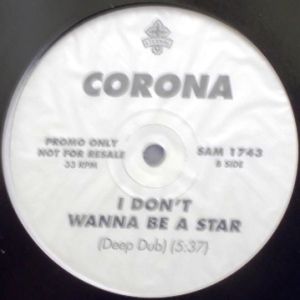 CORONA
PROMO ONLY
NOT FOR RESALE
33 RPM
SAM 1743
B SIDE
I DON'T
WANNA BE A STAR
(Deep Dub) (5:37)